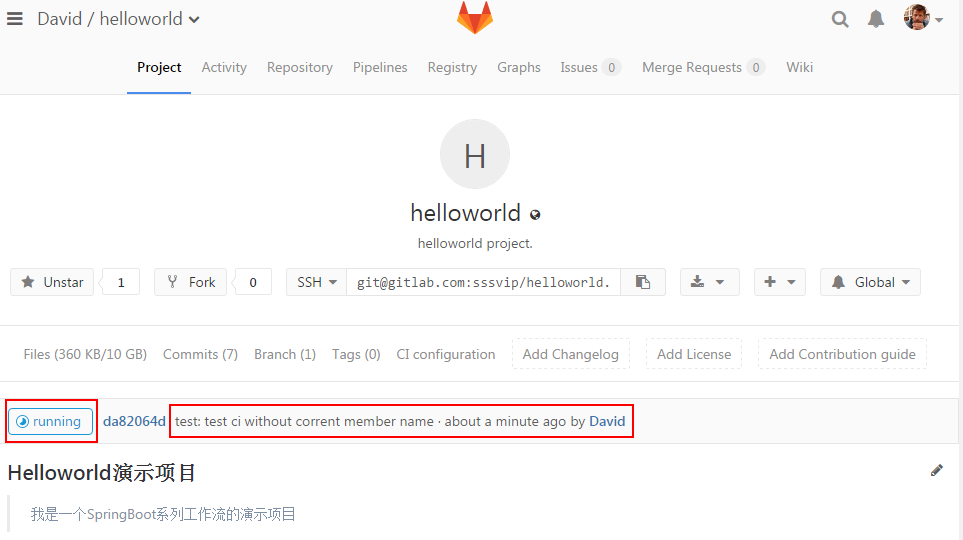 David / helloworld
Project Activity Repository Pipelines Registry Graphs Issues 0 Merge Requests 0 Wiki
H
helloworld
helloworld project.
Unstar 1 Fork 0 SSH git@gitlab.com:sssvip/helloworld. Global
Files (360 KB/10 GB) Commits (7) Branch (1) Tags (0) CI configuration Add Changelog Add License Add Contribution guide
running da82064d test: test ci without corrent member name · about a minute ago by David
Helloworld演示项目
我是一个SpringBoot系列工作流的演示项目